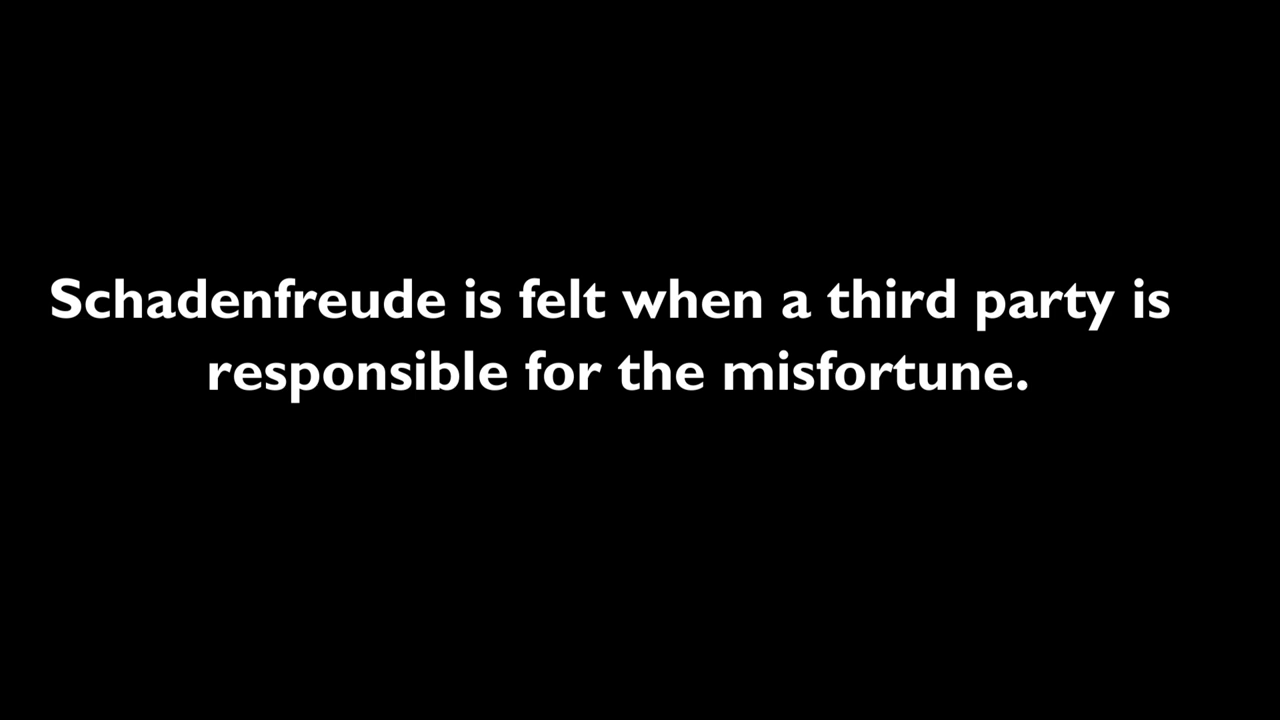 Schadenfreude is felt when a third party is
responsible for the misfortune.